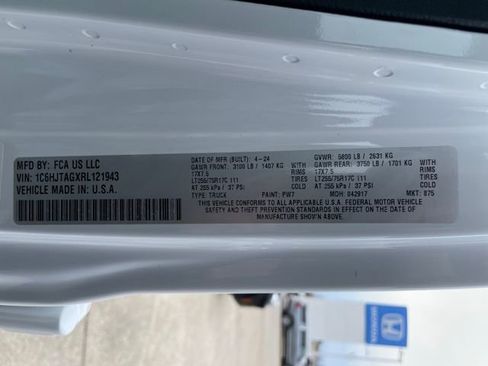 MFD BY: FCA US LLC
VIN: 1C6HJTAGXRL121943
VEHICLE MADE IN U.S.A.
DATE OF MFR (BUILT): 4-24
GAWR FRONT: 3100 LB / 1407 KG
17X7.5
LT255/75R17C 111
AT 255 kPa / 37 PSI
TYPE: TRUCK
WITH
RIMS
TIRES
PAINT: PW7
GVWR: 5800 LB / 2631 KG
GAWR REAR: 3750 LB / 1701 KG
17X7.5
LT255/75R17C 111
AT 255 kPa / 37 PSI
MDH: 042917
WITH
RIMS
TIRES
MKT: 875
THIS VEHICLE CONFORMS TO ALL APPLICABLE U.S.A. FEDERAL MOTOR VEHICLE
SAFETY AND THEFT PREVENTION STANDARDS IN EFFECT ON THE DATE OF
MANUFACTURE SHOWN ABOVE.
HONDA